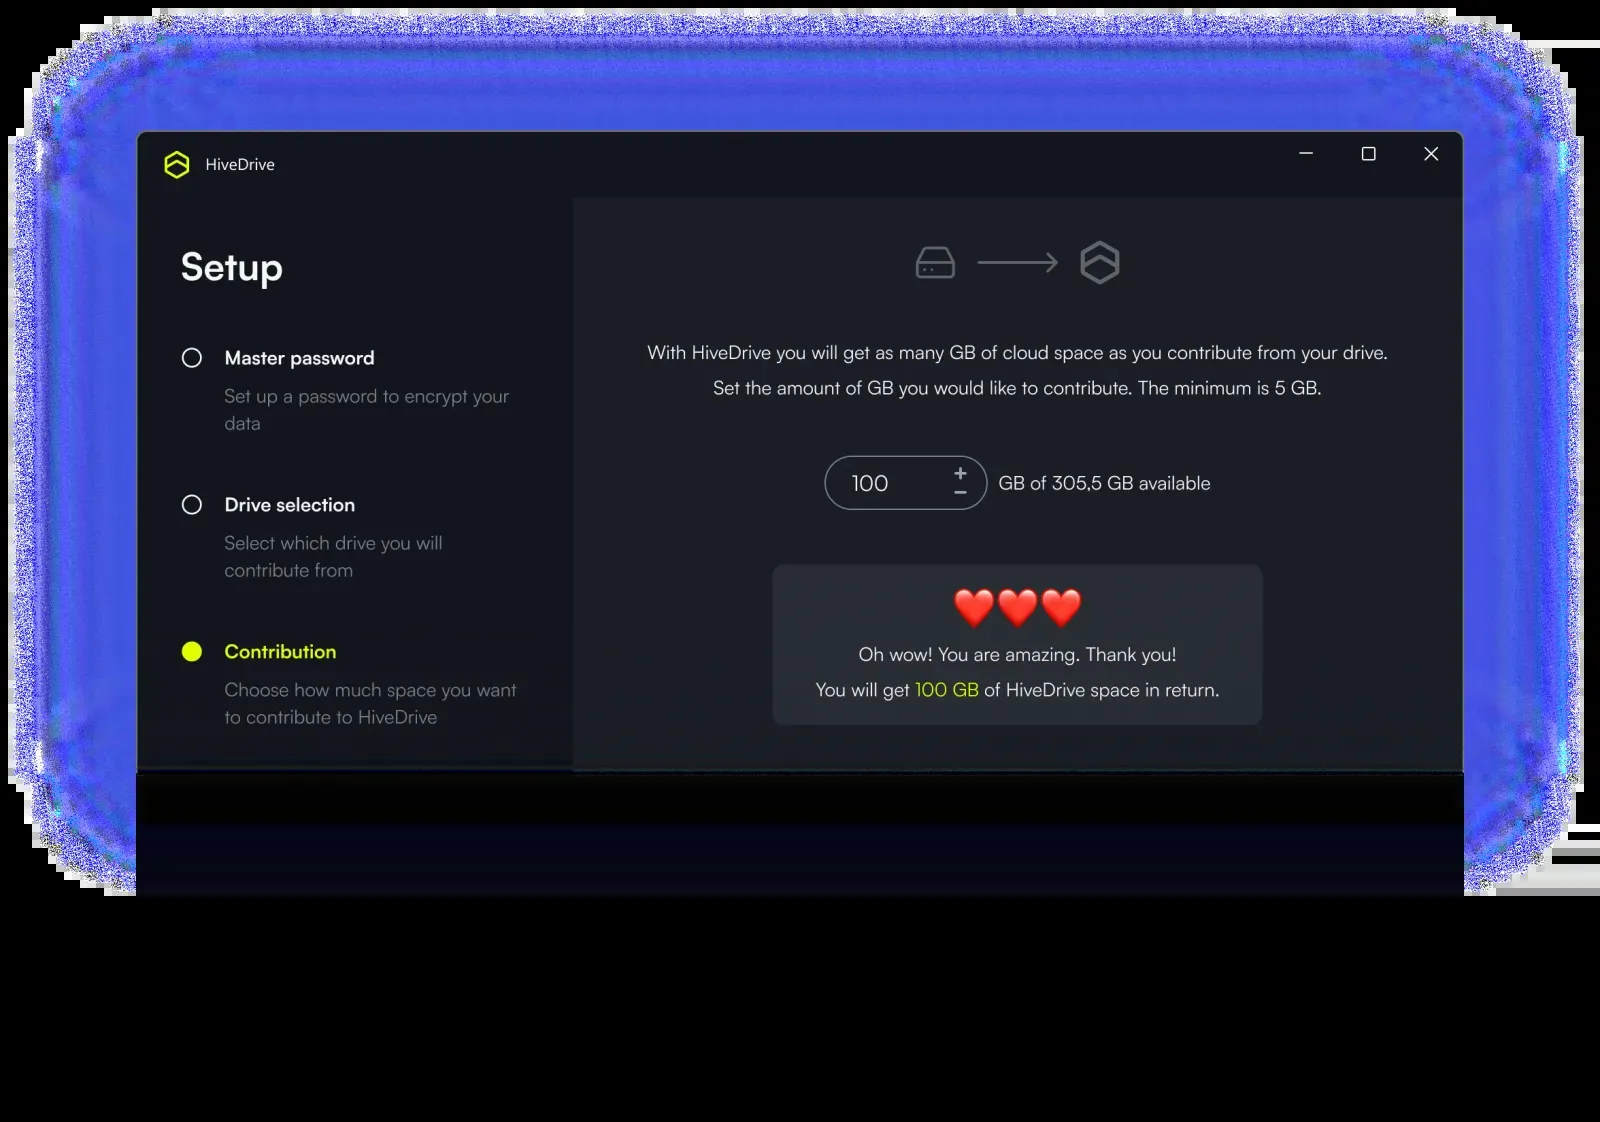 HiveDrive
Setup
Master password
Set up a password to encrypt your
data
Drive selection
Select which drive you will
contribute from
Contribution
Choose how much space you want
to contribute to HiveDrive
With HiveDrive you will get as many GB of cloud space as you contribute from your drive.
Set the amount of GB you would like to contribute. The minimum is 5 GB.
100 + − GB of 305,5 GB available
Oh wow! You are amazing. Thank you!
You will get 100 GB of HiveDrive space in return.